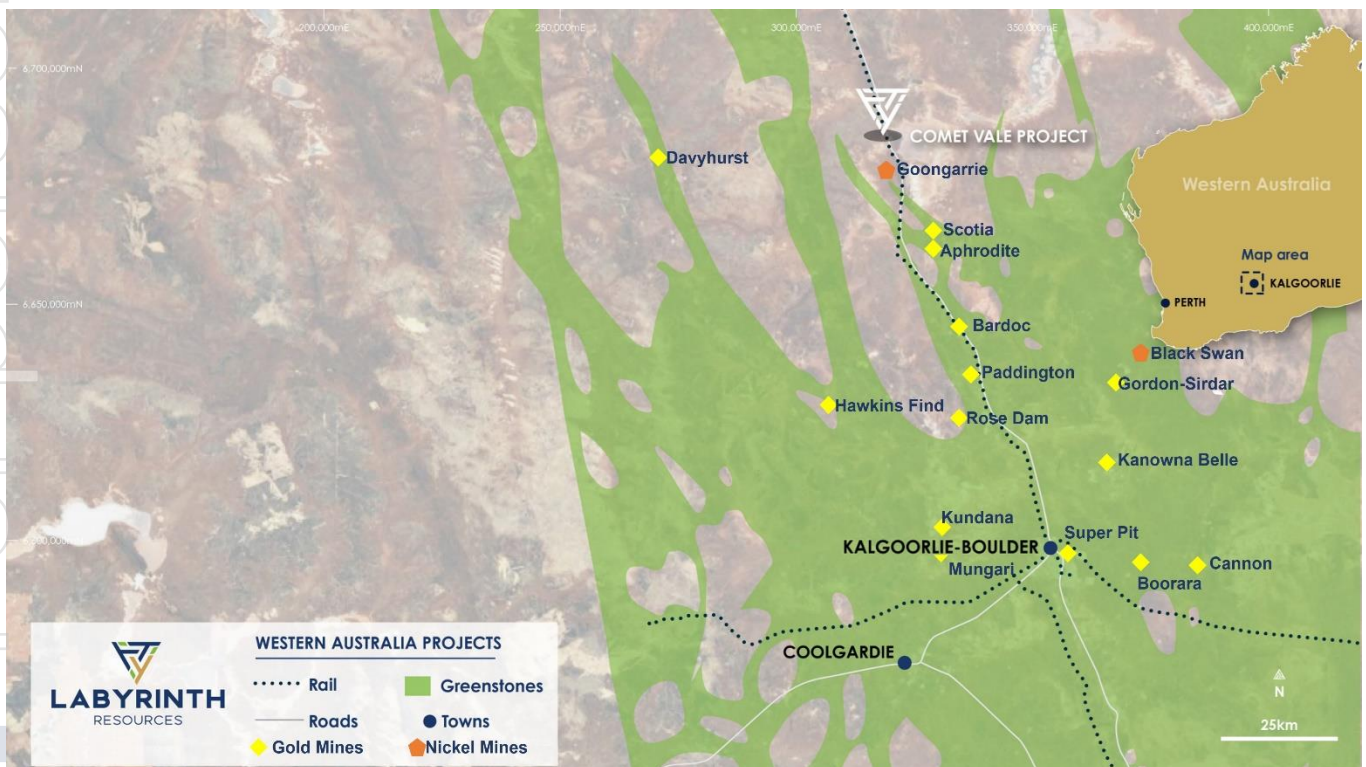 200,000mE
250,000mE
300,000mE
350,000mE
400,000mE
6,700,000mN
COMET VALE PROJECT
Davyhurst
Goongarrie
Western Australia
Scotia
Aphrodite
Map area
KALGOORLIE
6,650,000mN
PERTH
Bardoc
Black Swan
Paddington
Gordon-Sirdar
Hawkins Find
Rose Dam
Kanowna Belle
Kundana
Super Pit
KALGOORLIE-BOULDER
Mungari
Cannon
Boorara
COOLGARDIE
LABYRINTH
RESOURCES
WESTERN AUSTRALIA PROJECTS
Rail
Greenstones
Roads
Towns
Gold Mines
Nickel Mines
N
25km